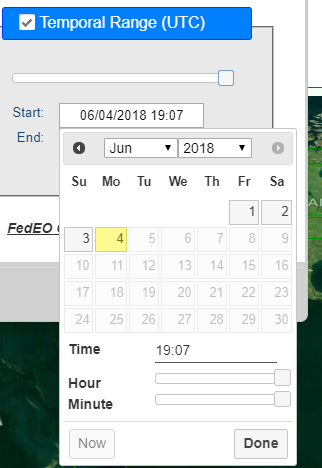 Temporal Range (UTC)
Start: 06/04/2018 19:07
End:
Jun 2018
Su Mo Tu We Th Fr Sa
1 2
3 4 5 6 7 8 9
10 11 12 13 14 15 16
17 18 19 20 21 22 23
24 25 26 27 28 29 30
FedEO
Time 19:07
Hour
Minute
Now Done